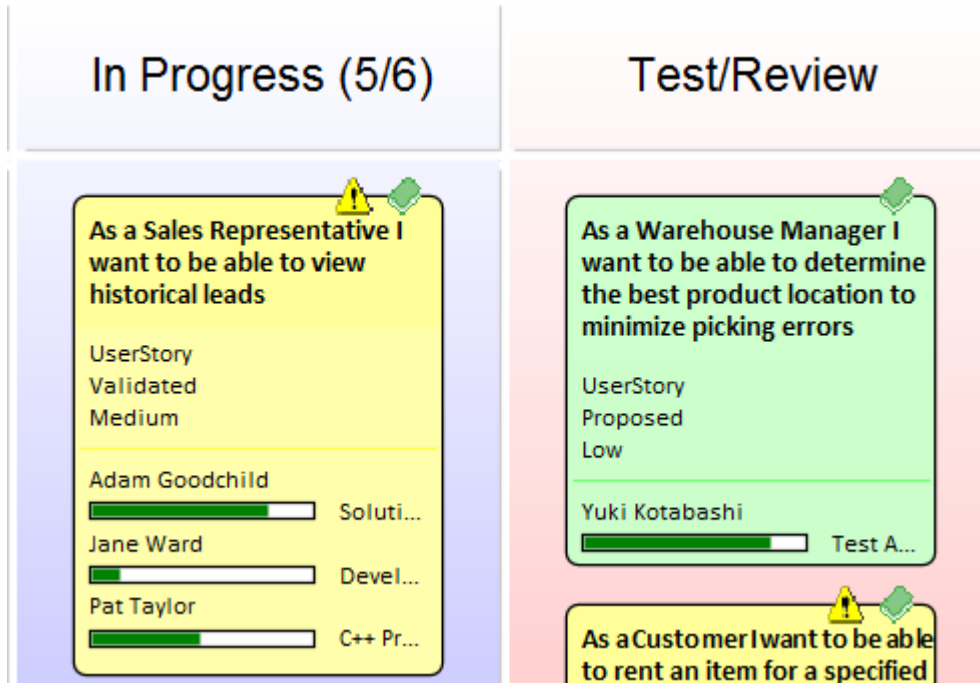 In Progress (5/6)
Test/Review
As a Sales Representative I
want to be able to view
historical leads
UserStory
Validated
Medium
Adam Goodchild
Soluti...
Jane Ward
Devel...
Pat Taylor
C++ Pr...
As a Warehouse Manager I
want to be able to determine
the best product location to
minimize picking errors
UserStory
Proposed
Low
Yuki Kotabashi
Test A...
As a Customer I want to be able
to rent an item for a specified